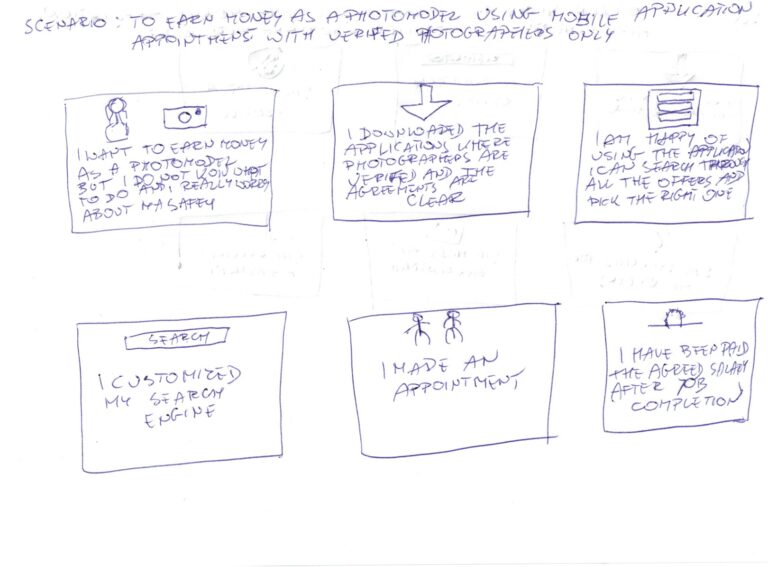 SCENARIO: TO EARN MONEY AS A PHOTOMODEL USING MOBILE APPLICATION
APPOINTMENS WITH VERIFIED PHOTOGRAPHERS ONLY
I WANT TO EARN MONEY
AS A PHOTOMODEL
BUT I DO NOT KNOW WHAT
TO DO AND I REALLY WORRY
ABOUT MA SAFETY
I DOWNLOADED THE
APPLICATIONS WHERE
PHOTOGRAPHERS ARE
VERIFIED AND THE
AGREEMENTS ARE
CLEAR
I AM HAPPY OF
USING THE APPLICATION
I CAN SEARCH THROUGH
ALL THE OFFERS AND
PICK THE RIGHT ONE
SEARCH
I CUSTOMIZED
MY SEARCH
ENGINE
I MADE AN
APPOINTMENT
I HAVE BEEN PAID
THE AGREED SALARY
AFTER JOB
COMPLETION